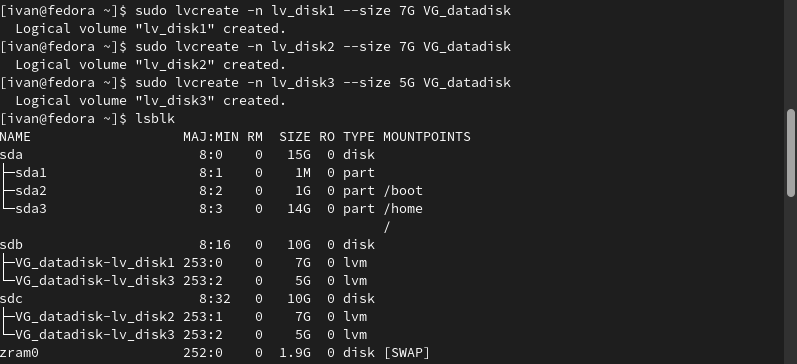 [ivan@fedora ~]$ sudo lvcreate -n lv_disk1 --size 7G VG_datadisk
  Logical volume "lv_disk1" created.
[ivan@fedora ~]$ sudo lvcreate -n lv_disk2 --size 7G VG_datadisk
  Logical volume "lv_disk2" created.
[ivan@fedora ~]$ sudo lvcreate -n lv_disk3 --size 5G VG_datadisk
  Logical volume "lv_disk3" created.
[ivan@fedora ~]$ lsblk
NAME                   MAJ:MIN RM  SIZE RO TYPE MOUNTPOINTS
sda                      8:0    0   15G  0 disk
├─sda1                   8:1    0    1M  0 part
├─sda2                   8:2    0    1G  0 part /boot
└─sda3                   8:3    0   14G  0 part /home
                                                /
sdb                      8:16   0   10G  0 disk
├─VG_datadisk-lv_disk1 253:0    0    7G  0 lvm
└─VG_datadisk-lv_disk3 253:2    0    5G  0 lvm
sdc                      8:32   0   10G  0 disk
├─VG_datadisk-lv_disk2 253:1    0    7G  0 lvm
└─VG_datadisk-lv_disk3 253:2    0    5G  0 lvm
zram0                  252:0    0  1.9G  0 disk [SWAP]